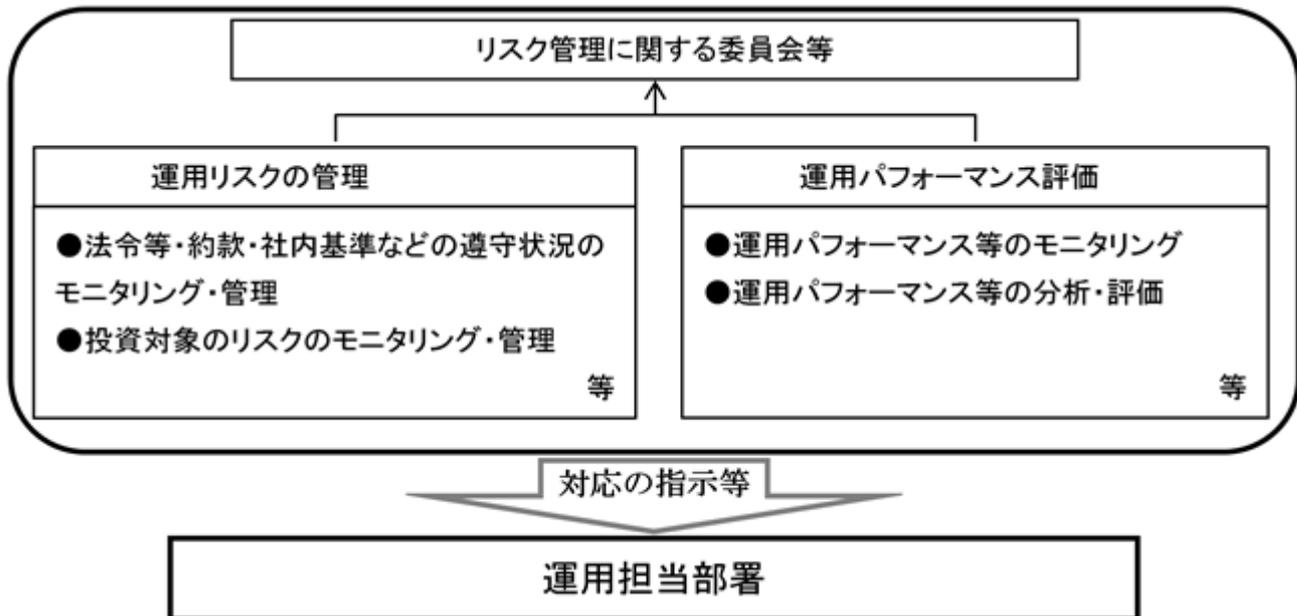 リスク管理に関する委員会等
運用リスクの管理
●法令等・約款・社内基準などの遵守状況の
モニタリング・管理
●投資対象のリスクのモニタリング・管理
等
運用パフォーマンス評価
●運用パフォーマンス等のモニタリング
●運用パフォーマンス等の分析・評価
等
対応の指示等
運用担当部署